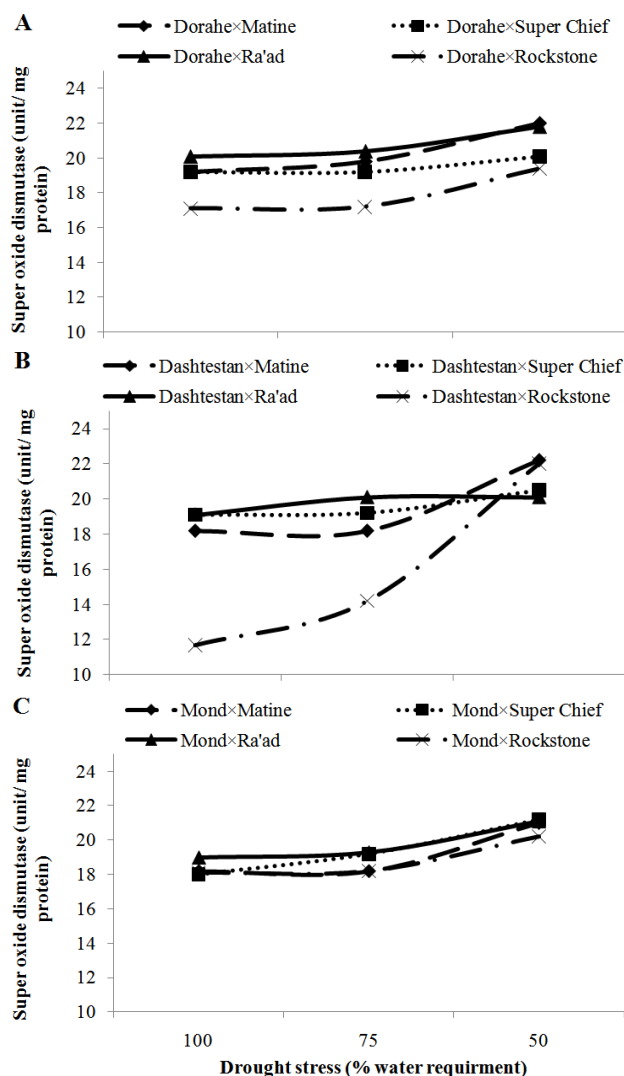 A
Dorahe×Matine Dorahe×Super Chief
Dorahe×Ra'ad Dorahe×Rockstone
Super oxide dismutase (unit/ mg
protein)
24
22
20
18
16
14
12
10
B
Dashtestan×Matine Dashtestan×Super Chief
Dashtestan×Ra'ad Dashtestan×Rockstone
Super oxide dismutase (unit/ mg
protein)
24
22
20
18
16
14
12
10
C
Mond×Matine Mond×Super Chief
Mond×Ra'ad Mond×Rockstone
Super oxide dismutase (unit/ mg
protein)
24
22
20
18
16
14
12
10
100 75 50
Drought stress (% water requirment)